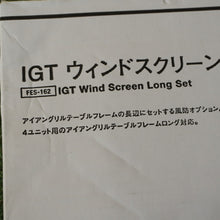 IGT ウィンドスクリーン
FES-162 IGT Wind Screen Long Set
アイアングリルテーブルフレームの長辺にセットする風防オプション
4ユニット用のアイアングリルテーブルフレームロング対応。